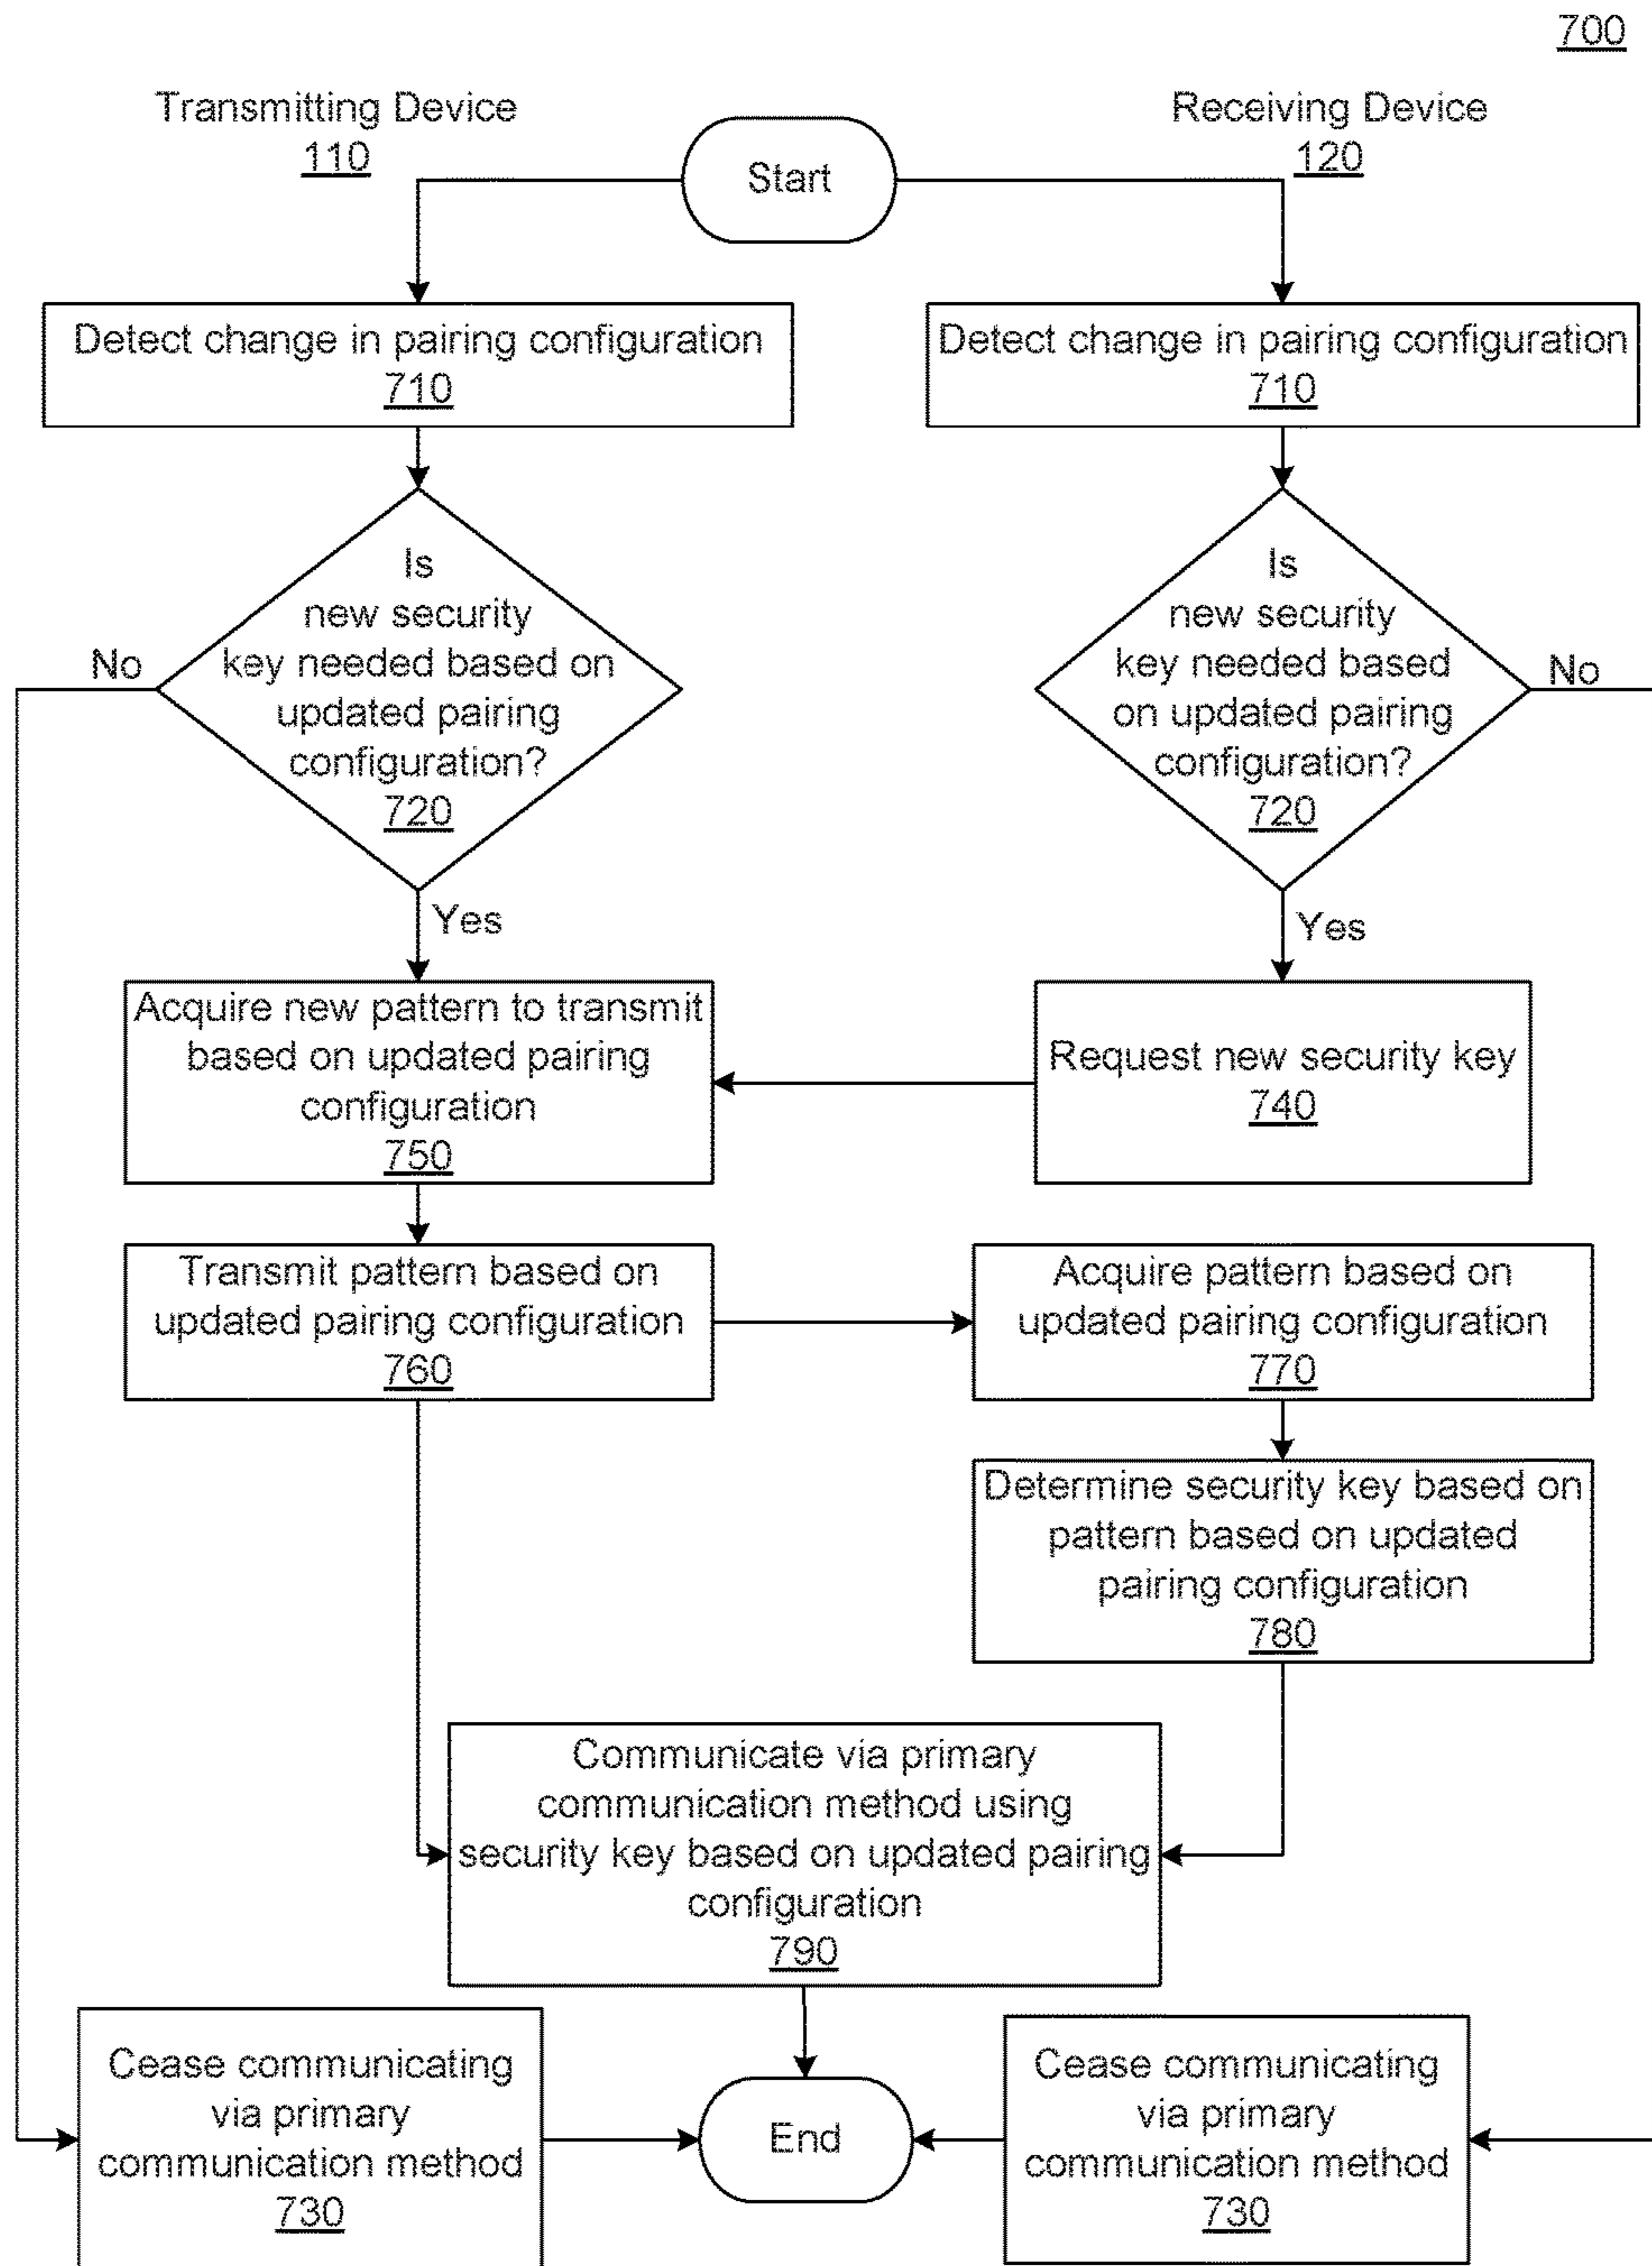 700
Transmitting Device
110
Receiving Device
120
Start
Detect change in pairing configuration
710
Detect change in pairing configuration
710
Is
new security
key needed based on
updated pairing
configuration?
720
No
Is
new security
key needed based
on updated pairing
configuration?
720
No
Yes
Yes
Acquire new pattern to transmit
based on updated pairing
configuration
750
Request new security key
740
Transmit pattern based on
updated pairing configuration
760
Acquire pattern based on
updated pairing configuration
770
Determine security key based on
pattern based on updated
pairing configuration
780
Communicate via primary
communication method using
security key based on updated pairing
configuration
790
Cease communicating
via primary
communication method
730
End
Cease communicating
via primary
communication method
730